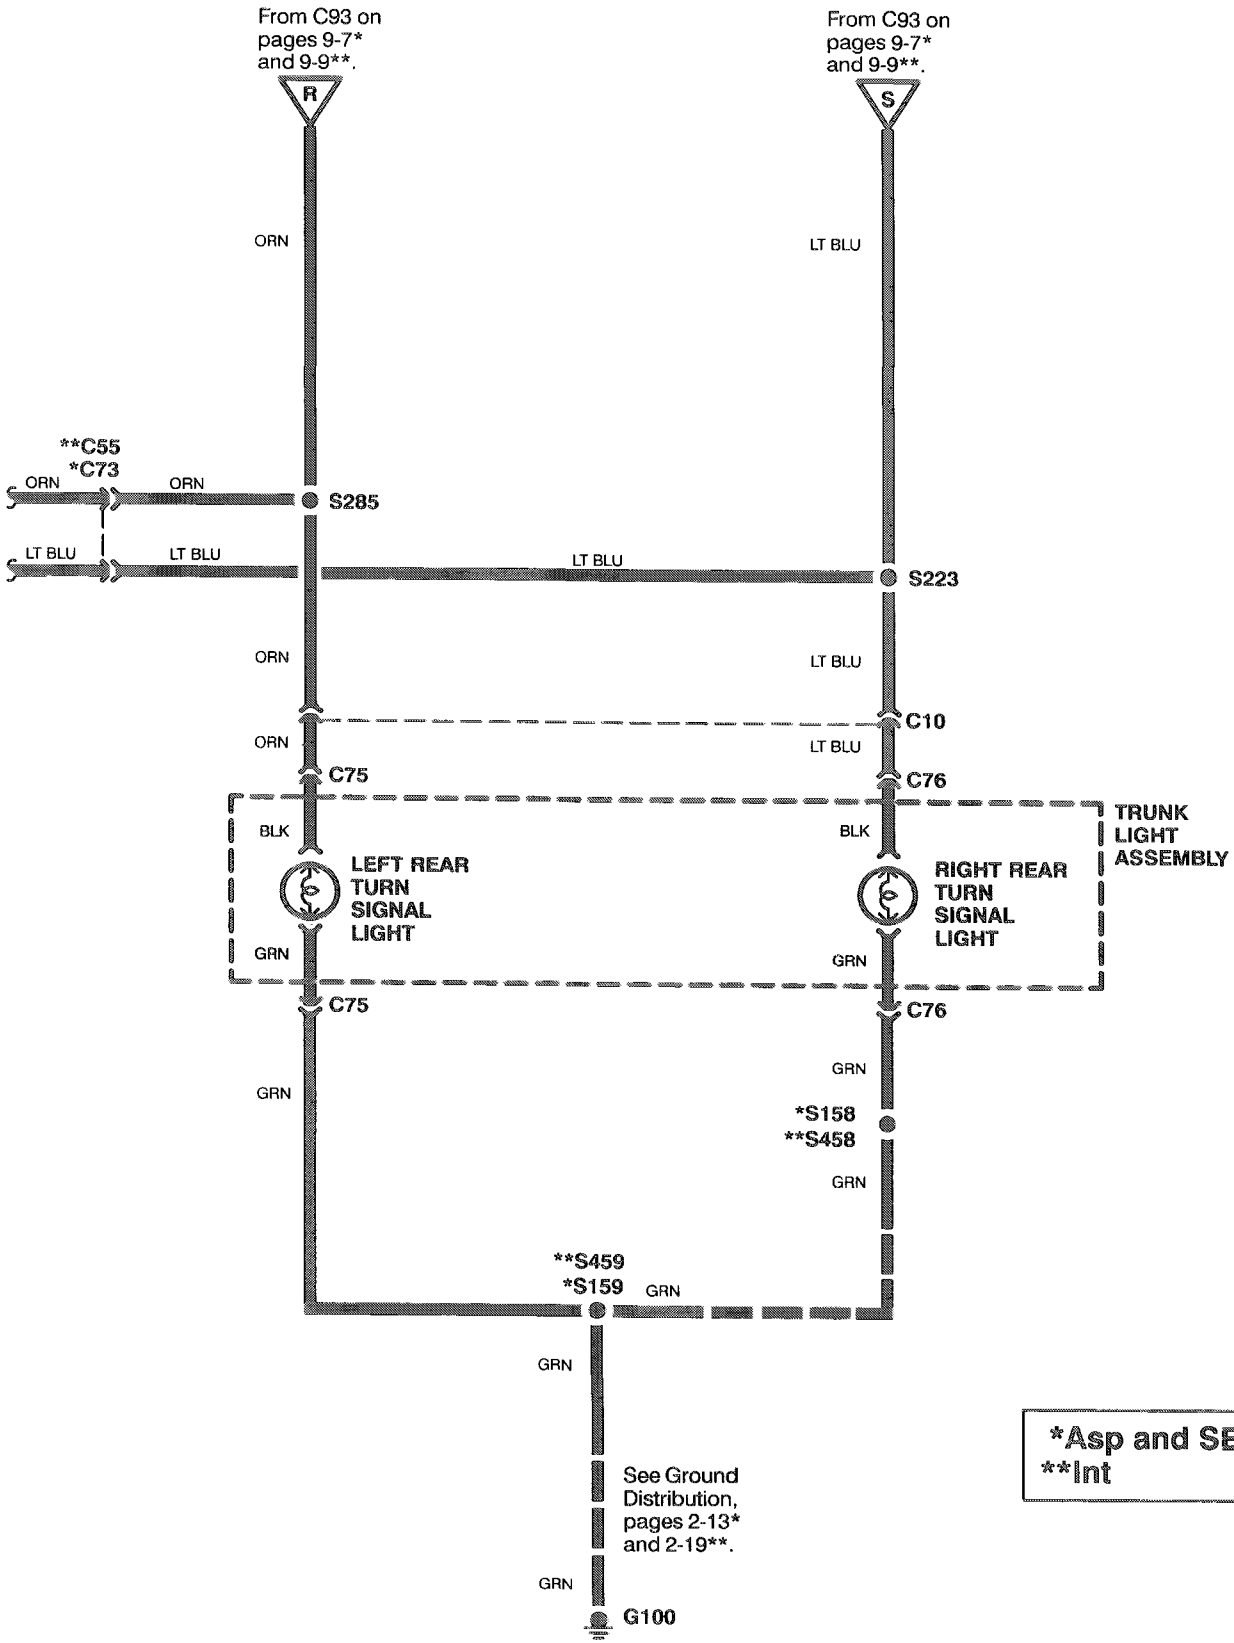 From C93 on
pages 9-7*
and 9-9**.
R
From C93 on
pages 9-7*
and 9-9**.
S
ORN
LT BLU
**C55
*C73
ORN
ORN
S285
LT BLU
LT BLU
LT BLU
S223
ORN
LT BLU
C10
ORN
LT BLU
C75
C76
TRUNK
LIGHT
ASSEMBLY
BLK
BLK
LEFT REAR
TURN
SIGNAL
LIGHT
RIGHT REAR
TURN
SIGNAL
LIGHT
GRN
GRN
C75
C76
GRN
GRN
*S158
**S458
GRN
**S459
*S159
GRN
GRN
See Ground
Distribution,
pages 2-13*
and 2-19**.
GRN
G100
*Asp and SE
**Int